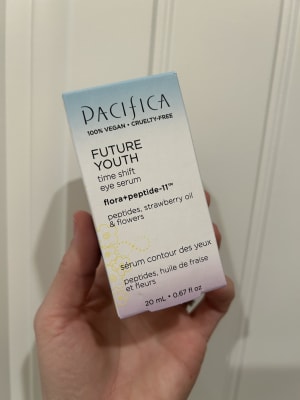 PACIFICA
100% VEGAN • CRUELTY-FREE
FUTURE
YOUTH
time shift
eye serum
flora+peptide-11™
peptides, strawberry oil
& flowers
sérum contour des yeux
peptides, huile de fraise
et fleurs
20 mL • 0.67 fl oz